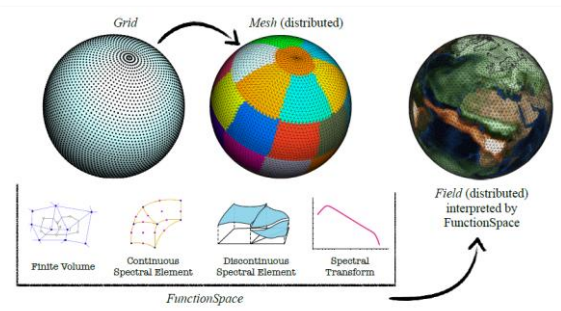 Grid
Mesh (distributed)
Field (distributed)
interpreted by
FunctionSpace
Finite Volume
Continuous
Spectral Element
Discontinuous
Spectral Element
Spectral
Transform
FunctionSpace